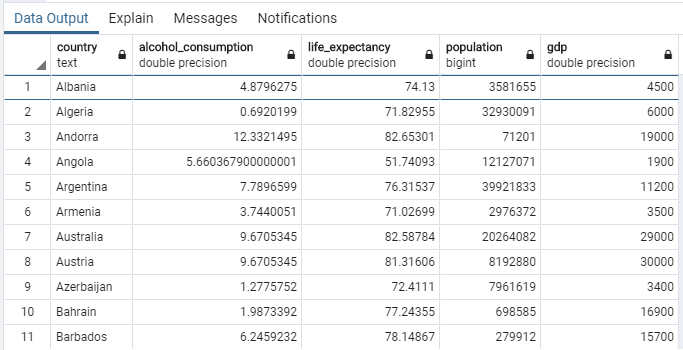 Data Output Explain Messages Notifications
country alcohol_consumption life_expectancy population gdp
text double precision double precision bigint double precision
1 Albania 4.8796275 74.13 3581655 4500
2 Algeria 0.6920199 71.82955 32930091 6000
3 Andorra 12.3321495 82.65301 71201 19000
4 Angola 5.660367900000001 51.74093 12127071 1900
5 Argentina 7.7896599 76.31537 39921833 11200
6 Armenia 3.7440051 71.02699 2976372 3500
7 Australia 9.6705345 82.58784 20264082 29000
8 Austria 9.6705345 81.31606 8192880 30000
9 Azerbaijan 1.2775752 72.4111 7961619 3400
10 Bahrain 1.9873392 77.24355 698585 16900
11 Barbados 6.2459232 78.14867 279912 15700